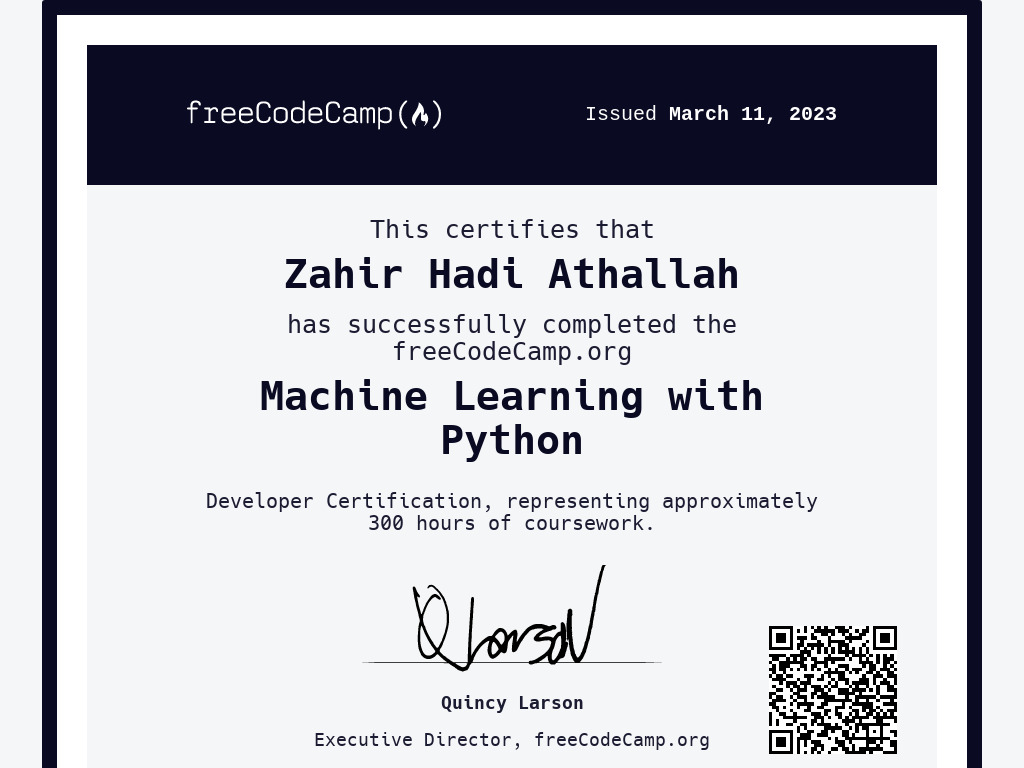 freeCodeCamp
Issued March 11, 2023
This certifies that
Zahir Hadi Athallah
has successfully completed the
freeCodeCamp.org
Machine Learning with
Python
Developer Certification, representing approximately
300 hours of coursework.
Q Larson
Quincy Larson
Executive Director, freeCodeCamp.org